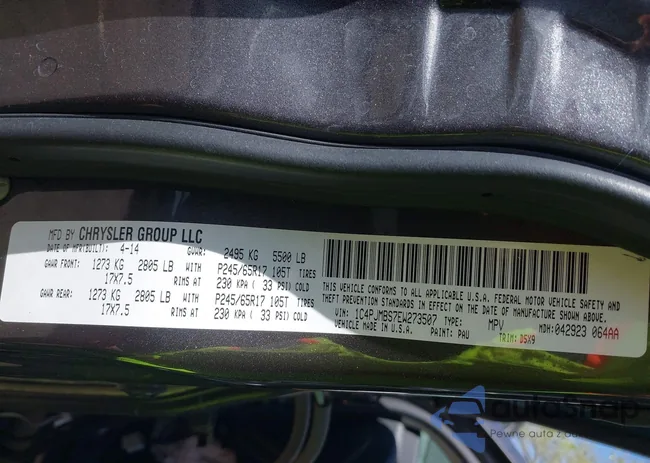 MFD BY CHRYSLER GROUP LLC
DATE OF MFR(BUILT): 4-14 GVWR: 2495 KG 5500 LB
GAWR FRONT: 1273 KG 2805 LB WITH P245/65R17 105T TIRES
17X7.5 RIMS AT 230 KPA ( 33 PSI) COLD
GAWR REAR: 1273 KG 2805 LB WITH P245/65R17 105T TIRES
17X7.5 RIMS AT 230 KPA ( 33 PSI) COLD
THIS VEHICLE CONFORMS TO ALL APPLICABLE U.S.A. FEDERAL MOTOR VEHICLE SAFETY AND
THEFT PREVENTION STANDARDS IN EFFECT ON THE DATE OF MANUFACTURE SHOWN ABOVE.
VIN: 1C4PJMBS7EW273507 TYPE: MPV MDH: 042923 064AA
MADE IN U.S.A. PAINT: PAU TRIM: DSX9
autoSnap
Pewne auta z